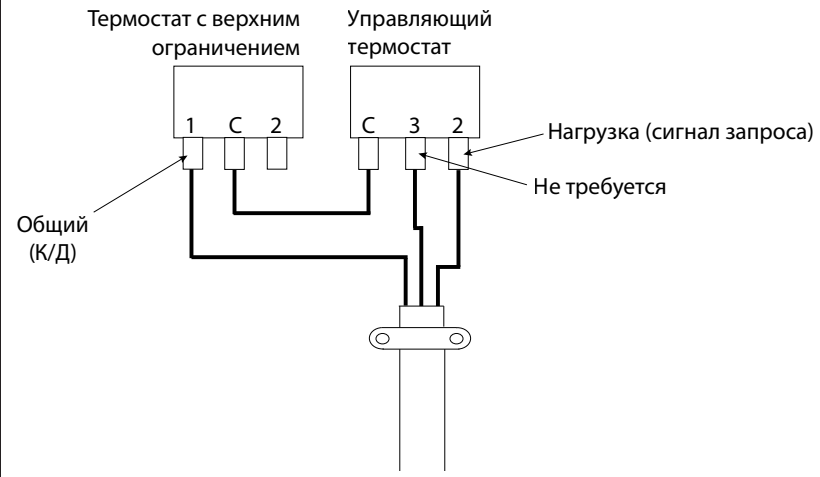 Термостат с верхним
ограничением
Управляющий
термостат
1 C 2
C 3 2
Нагрузка (сигнал запроса)
Не требуется
Общий
(К/Д)